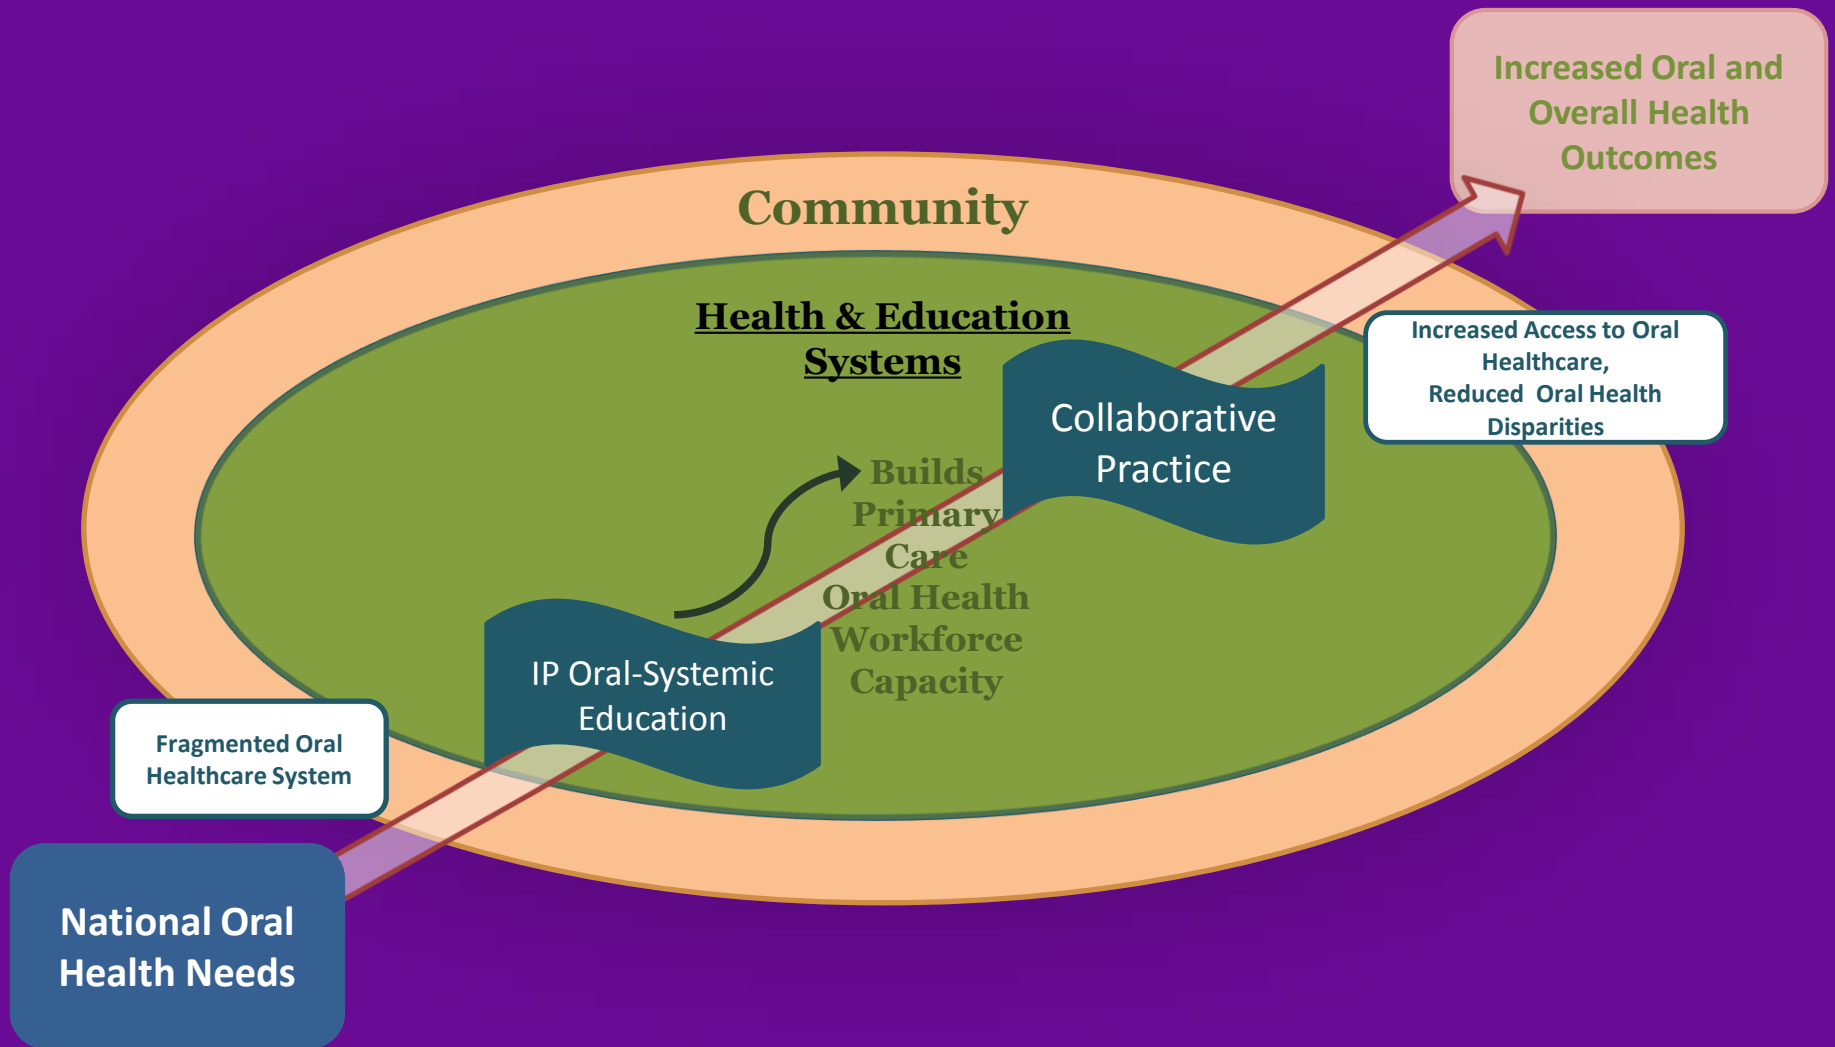 Increased Oral and
Overall Health
Outcomes
Community
Health & Education
Systems
Increased Access to Oral
Healthcare,
Reduced Oral Health
Disparities
Collaborative
Practice
Builds
Primary
Care
Oral Health
Workforce
Capacity
IP Oral-Systemic
Education
Fragmented Oral
Healthcare System
National Oral
Health Needs